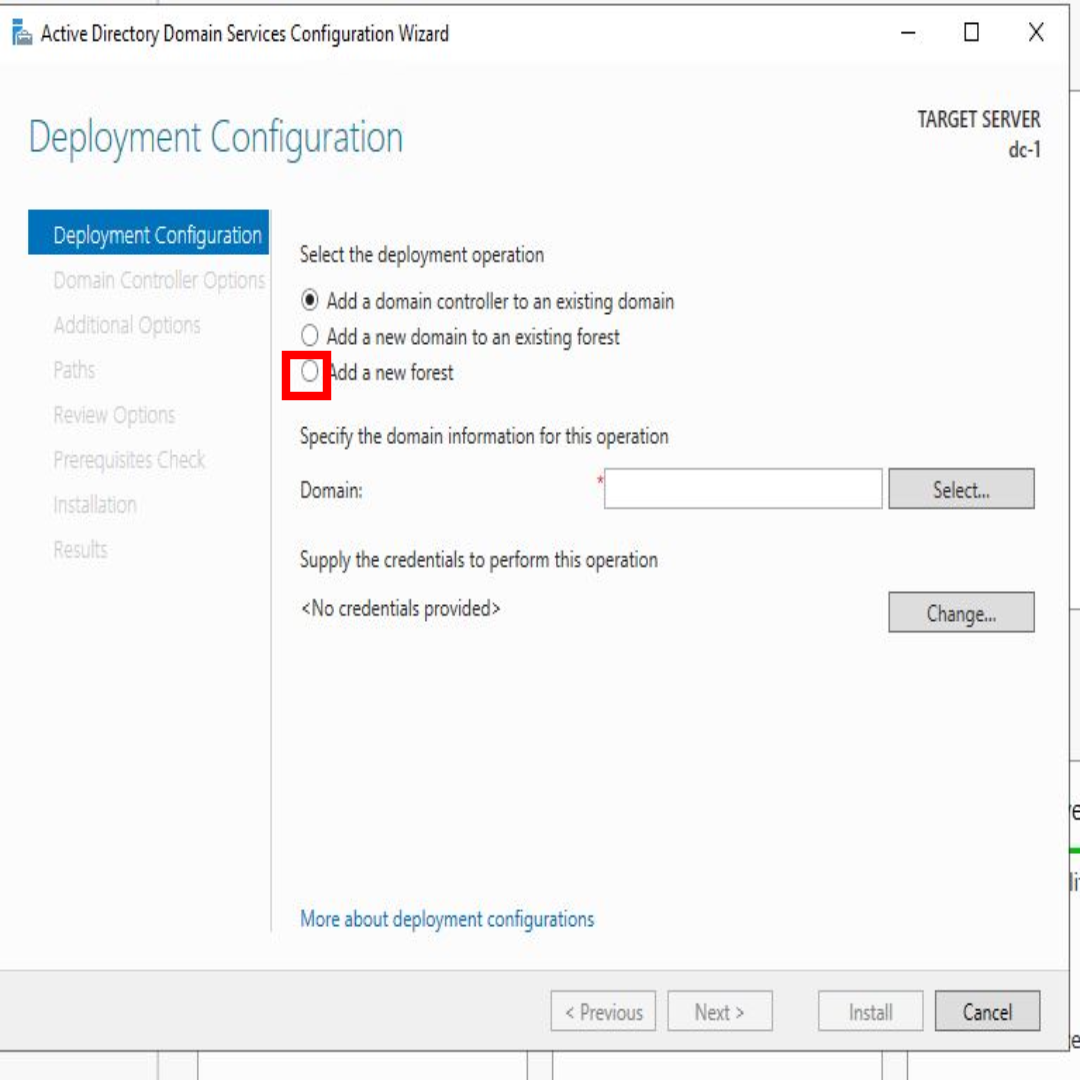 Active Directory Domain Services Configuration Wizard
Deployment Configuration
TARGET SERVER
dc-1
Deployment Configuration
Domain Controller Options
Additional Options
Paths
Review Options
Prerequisites Check
Installation
Results
Select the deployment operation
Add a domain controller to an existing domain
Add a new domain to an existing forest
Add a new forest
Specify the domain information for this operation
Domain: * Select...
Supply the credentials to perform this operation
<No credentials provided> Change...
More about deployment configurations
< Previous Next > Install Cancel